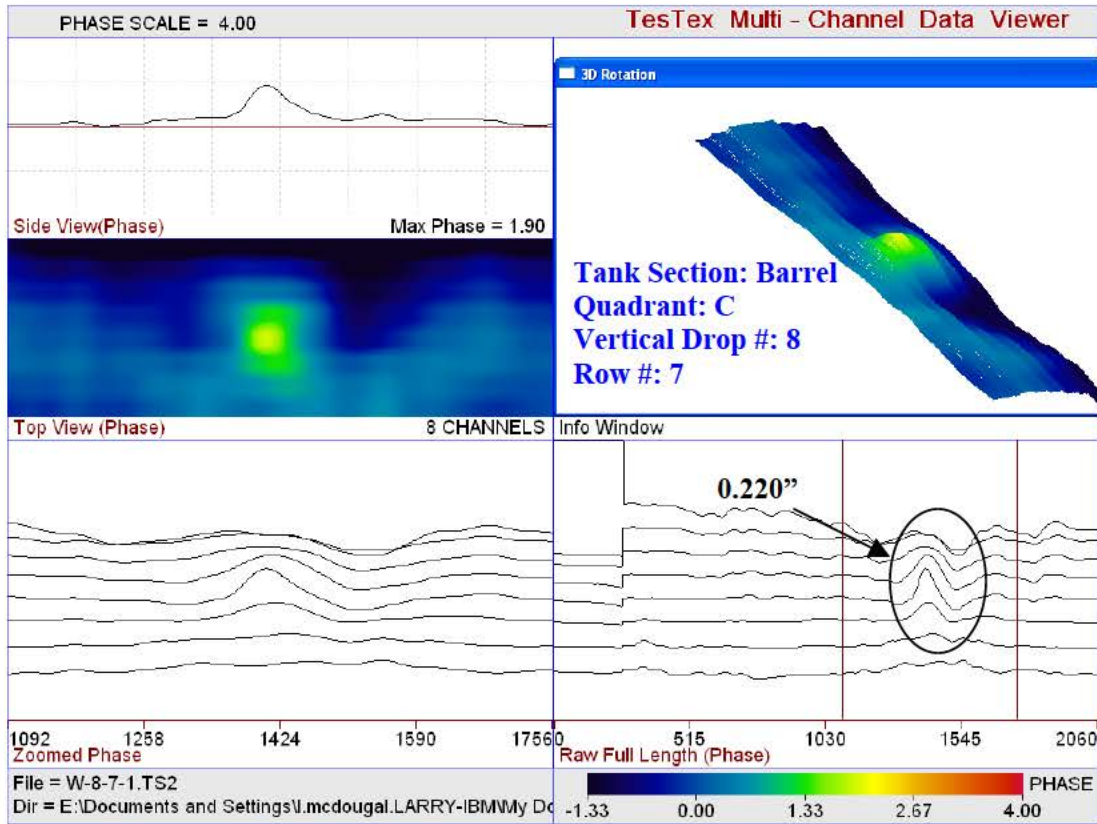 PHASE SCALE = 4.00
TesTex Multi - Channel Data Viewer
3D Rotation
Side View(Phase)
Max Phase = 1.90
Tank Section: Barrel
Quadrant: C
Vertical Drop #: 8
Row #: 7
Top View (Phase)
8 CHANNELS
Info Window
0.220”
1092 1258 1424 1590 1756
Zoomed Phase
0 515 1030 1545 2060
Raw Full Length (Phase)
File = W-8-7-1.TS2
Dir = E:\Documents and Settings\l.mcdougal.LARRY-IBM\My Do
PHASE
-1.33 0.00 1.33 2.67 4.00